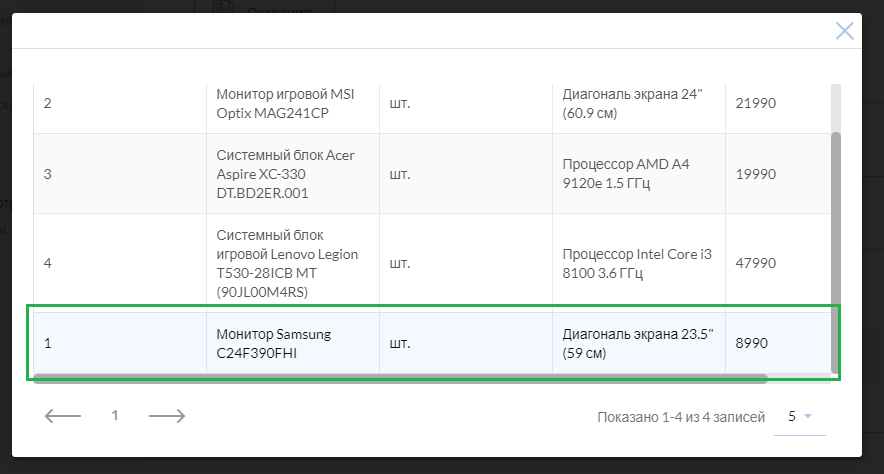 Сохранить
2
Монитор игровой MSI
Optix MAG241CP
шт.
Диагональ экрана 24"
(60.9 см)
21990
3
Системный блок Acer
Aspire XC-330
DT.BD2ER.001
шт.
Процессор AMD A4
9120e 1.5 ГГц
19990
4
Системный блок
игровой Lenovo Legion
T530-28ICB MT
(90JL00M4RS)
шт.
Процессор Intel Core i3
8100 3.6 ГГц
47990
1
Монитор Samsung
C24F390FHI
шт.
Диагональ экрана 23.5"
(59 см)
8990
1
Показано 1-4 из 4 записей
5